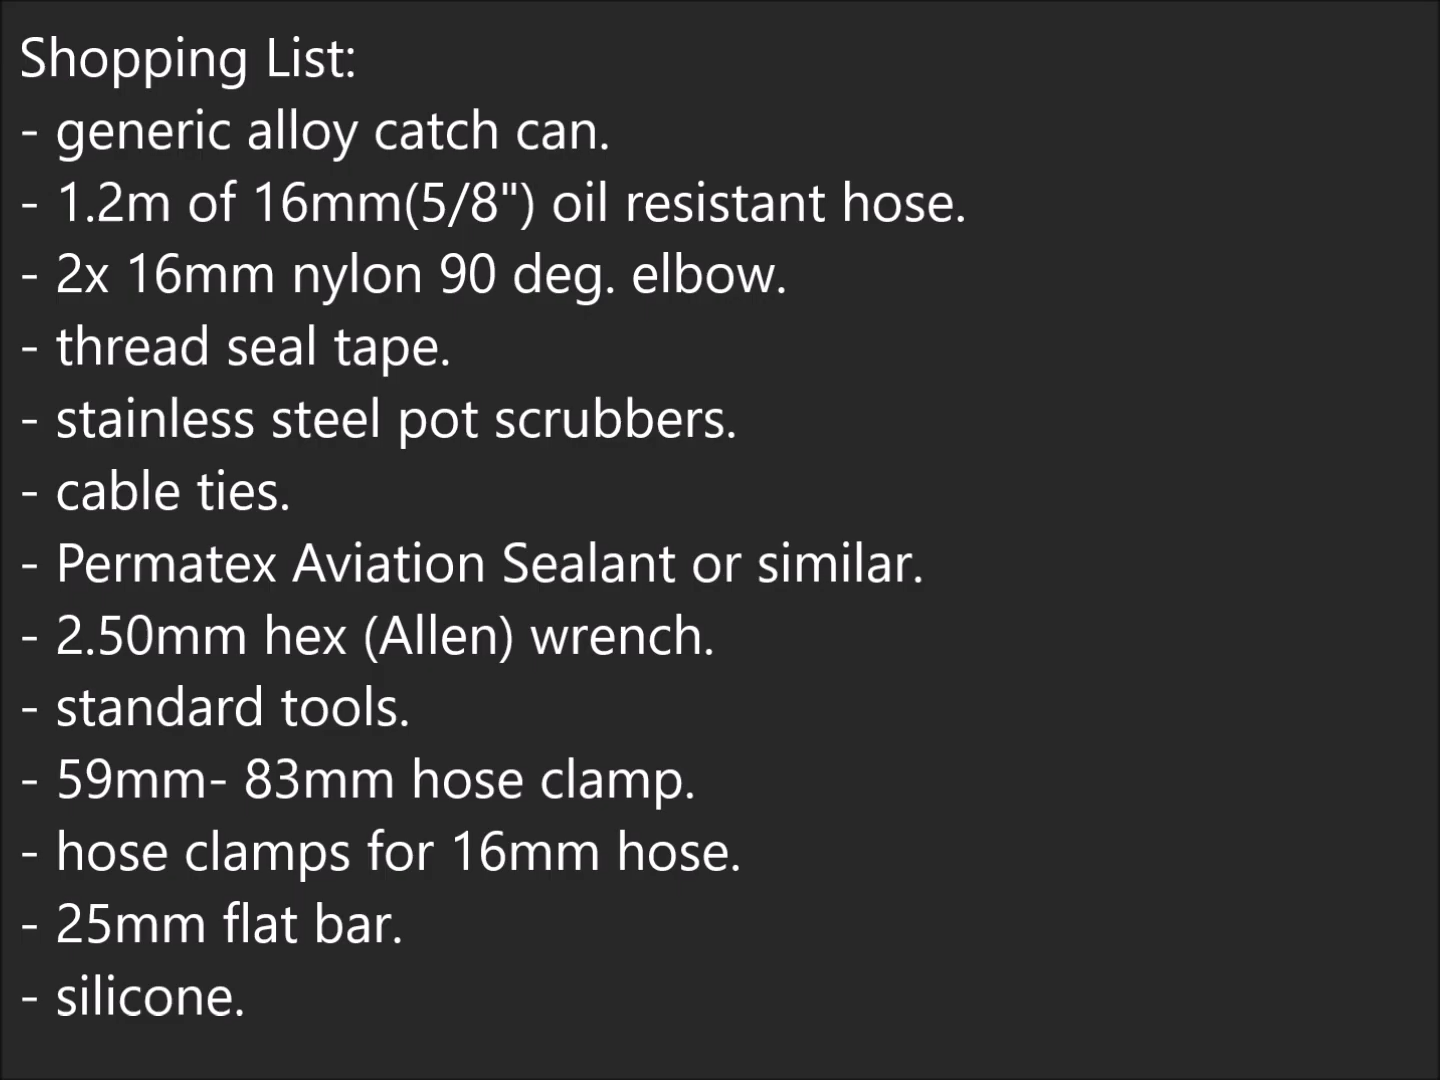 Shopping List:
- generic alloy catch can.
- 1.2m of 16mm(5/8") oil resistant hose.
- 2x 16mm nylon 90 deg. elbow.
- thread seal tape.
- stainless steel pot scrubbers.
- cable ties.
- Permatex Aviation Sealant or similar.
- 2.50mm hex (Allen) wrench.
- standard tools.
- 59mm- 83mm hose clamp.
- hose clamps for 16mm hose.
- 25mm flat bar.
- silicone.